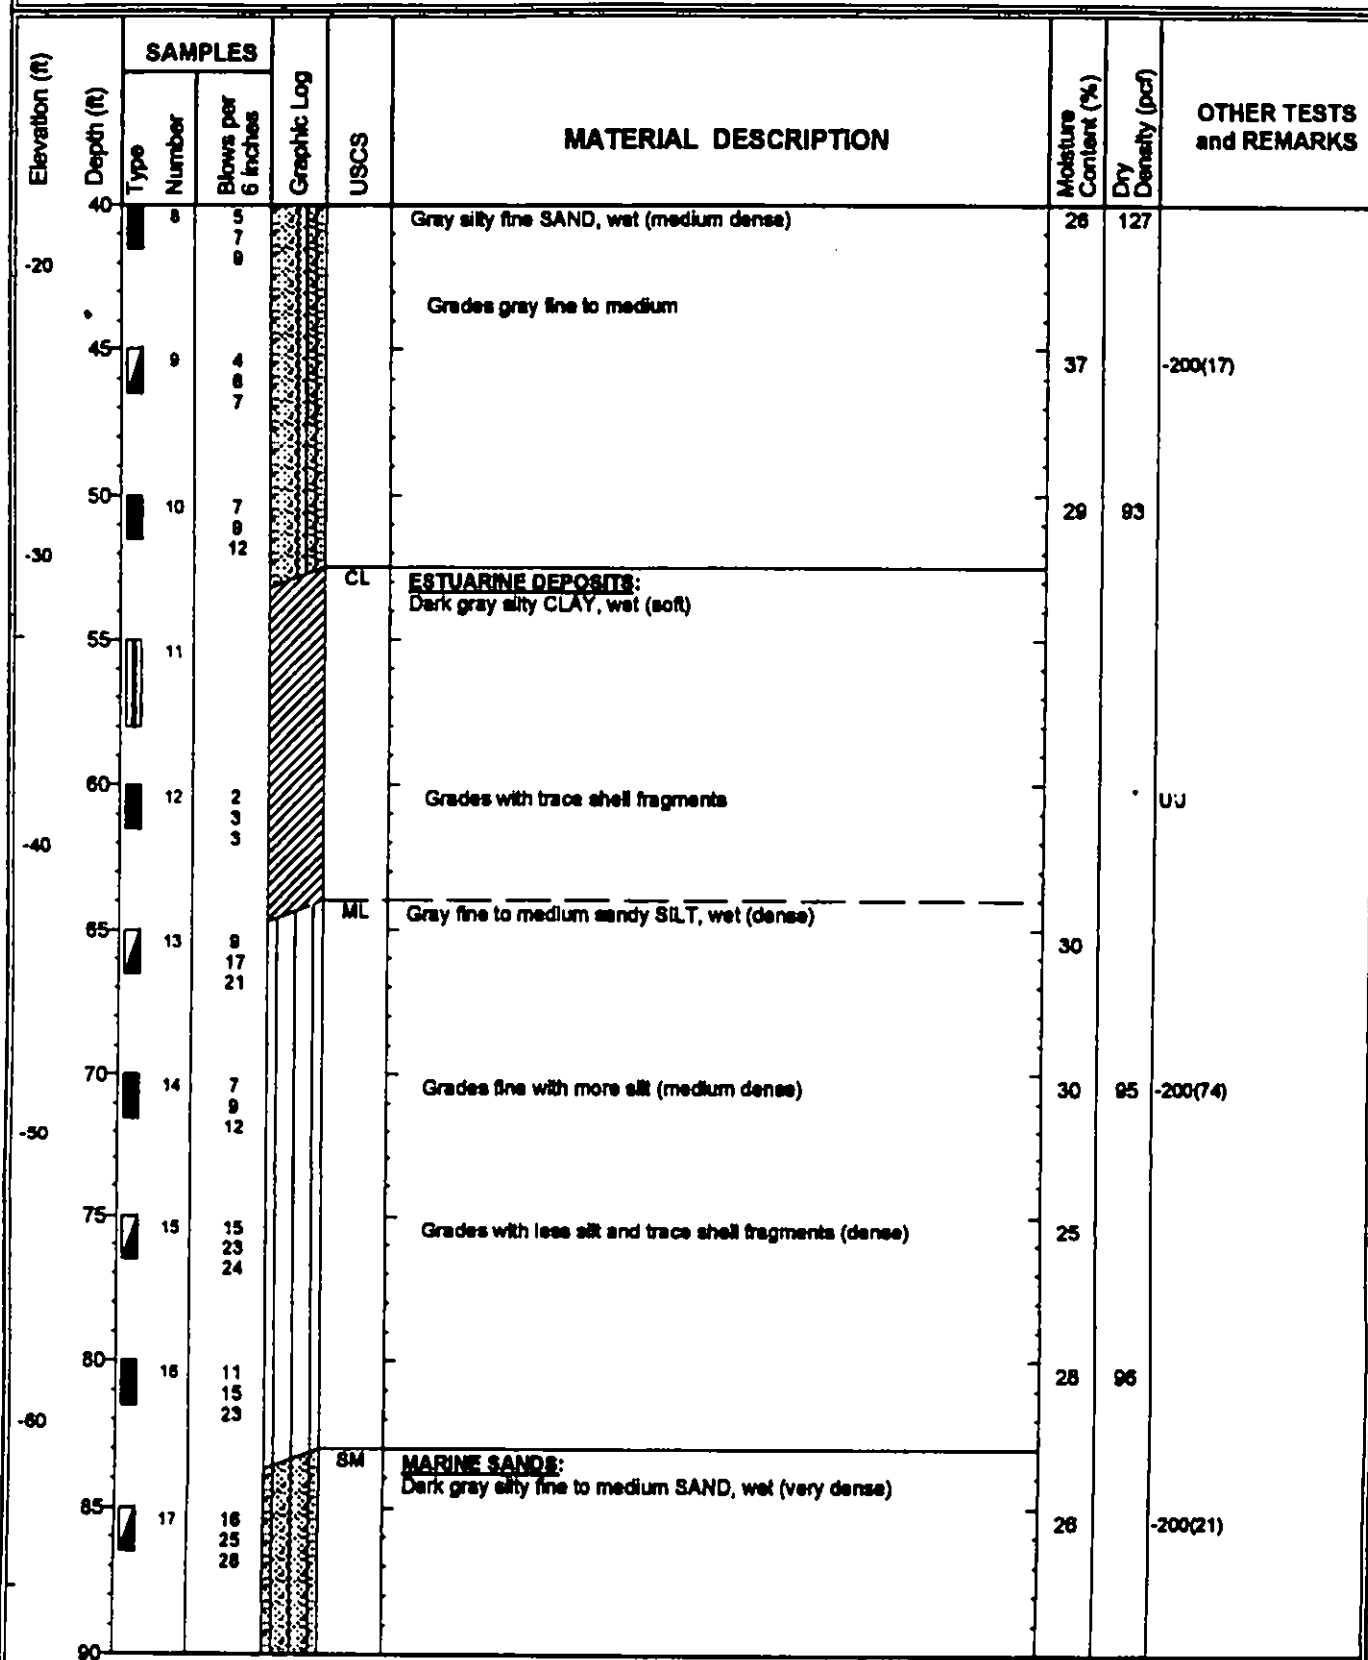 SAMPLES
Elevation (ft)
Depth (ft)
Type
Number
Blows per
6 inches
Graphic Log
USCS
MATERIAL DESCRIPTION
Moisture
Content (%)
Dry
Density (pcf)
OTHER TESTS
and REMARKS
40 8 5 Gray silty fine SAND, wet (medium dense) 26 127
7
9
-20
Grades gray fine to medium
45 9 4 37 -200(17)
7
50 10 7 29 93
9
12
-30
CL ESTUARINE DEPOSITS:
Dark gray silty CLAY, wet (soft)
55 11
60 12 2 Grades with trace shell fragments UU
3
3
-40
ML Gray fine to medium sandy SILT, wet (dense)
65 13 9 30
17
21
70 14 7 Grades fine with more silt (medium dense) 30 95 -200(74)
9
12
-50
75 15 15 Grades with less silt and trace shell fragments (dense) 25
23
24
80 16 11 28 96
15
23
-60
SM MARINE SANDS:
Dark gray silty fine to medium SAND, wet (very dense)
85 17 16 26 -200(21)
25
28
90